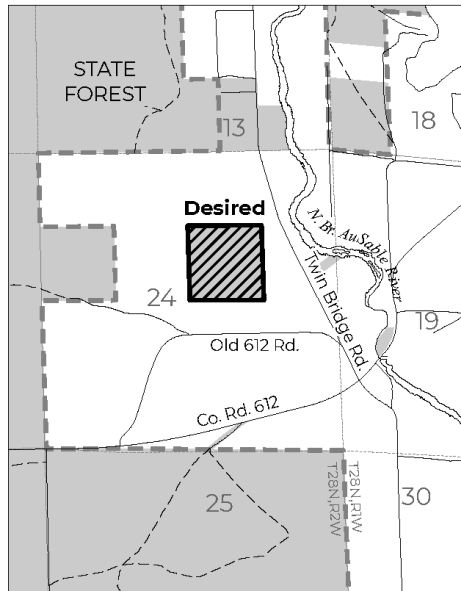 STATE
FOREST
13
18
Desired
N. Br. AuSable River
Twin Bridge Rd.
24
19
Old 612 Rd.
Co. Rd. 612
25
T28N,R2W
T28N,R1W
30